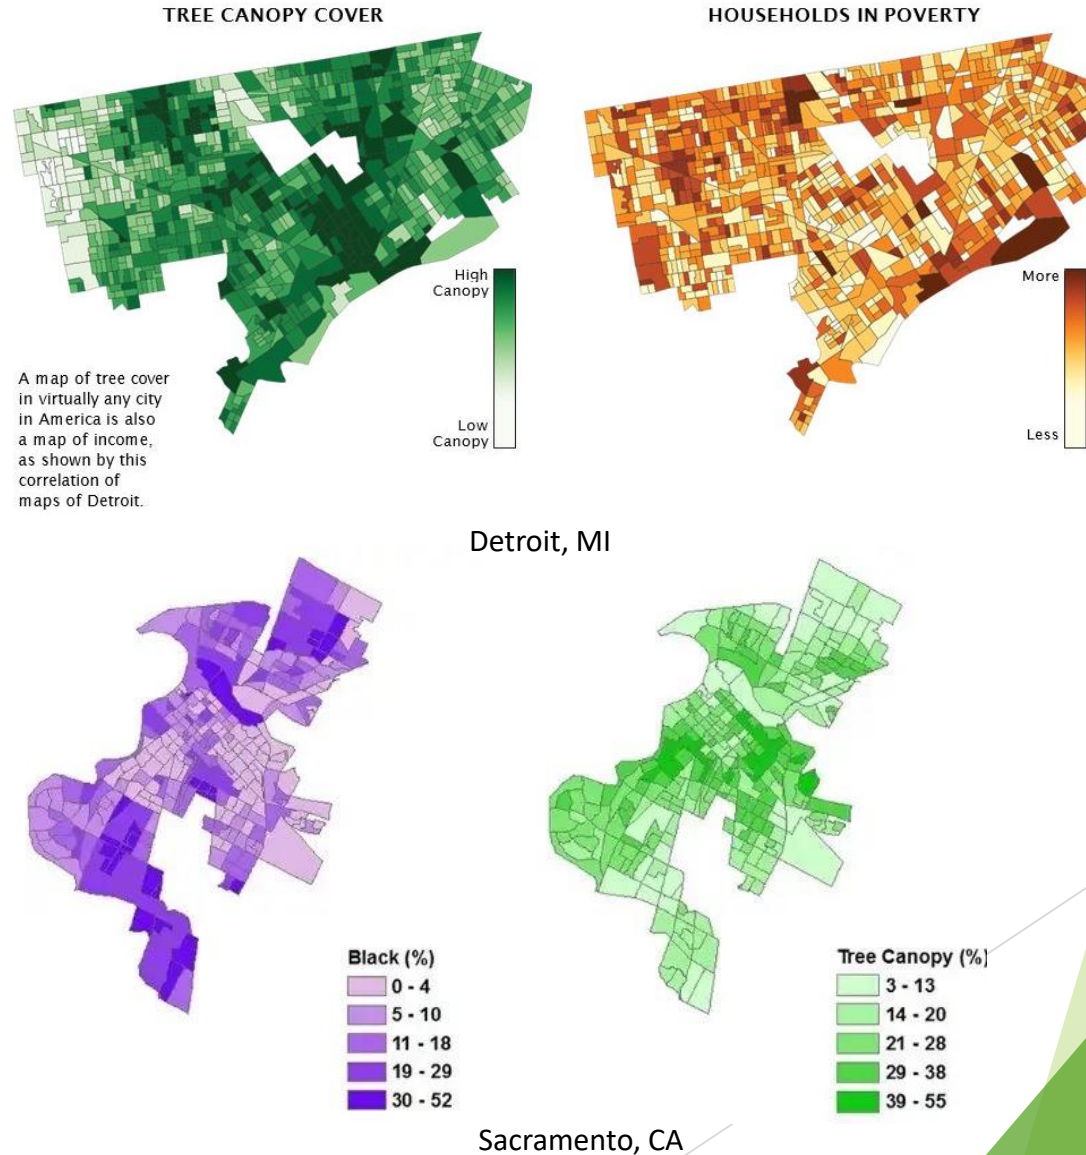 TREE CANOPY COVER
HOUSEHOLDS IN POVERTY
High
Canopy
Low
Canopy
More
Less
A map of tree cover
in virtually any city
in America is also
a map of income,
as shown by this
correlation of
maps of Detroit.
Detroit, MI
Black (%)
0 - 4
5 - 10
11 - 18
19 - 29
30 - 52
Tree Canopy (%)
3 - 13
14 - 20
21 - 28
29 - 38
39 - 55
Sacramento, CA